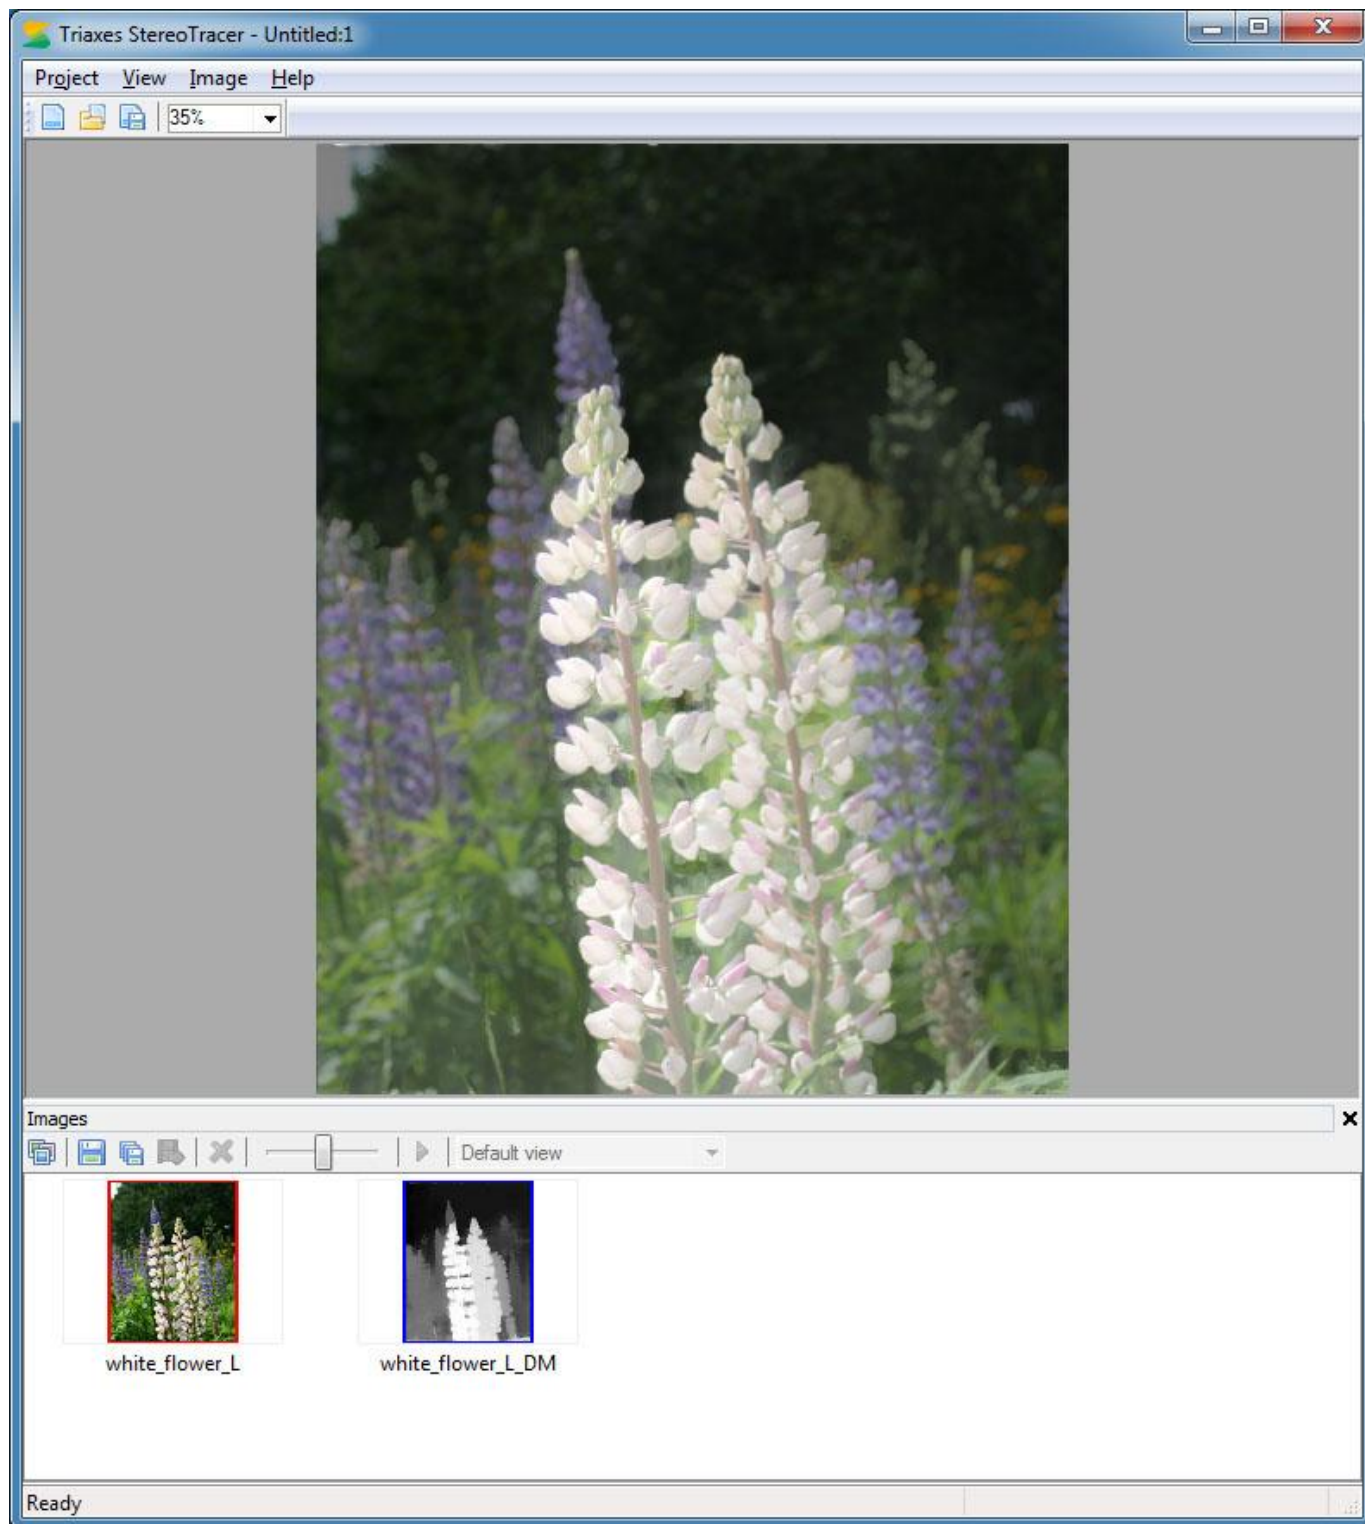 Triaxes StereoTracer - Untitled:1
Project View Image Help
35%
Images
Default view
white_flower_L white_flower_L_DM
Ready